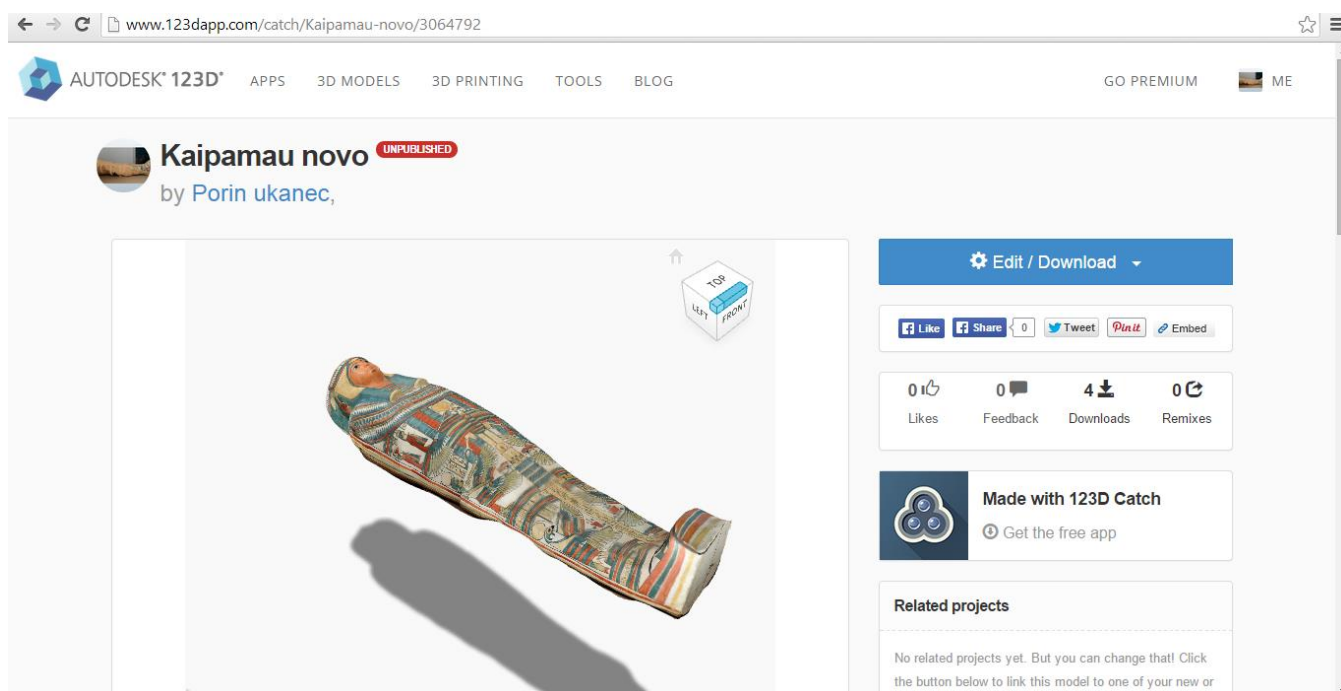 www.123dapp.com/catch/Kaipamau-novo/3064792
AUTODESK® 123D® APPS 3D MODELS 3D PRINTING TOOLS BLOG GO PREMIUM ME
Kaipamau novo UNPUBLISHED
by Porin ukanec,
TOP
LEFT FRONT
Edit / Download
Like Share 0 Tweet Pinit Embed
0 0 4 0
Likes Feedback Downloads Remixes
Made with 123D Catch
Get the free app
Related projects
No related projects yet. But you can change that! Click
the button below to link this model to one of your new or